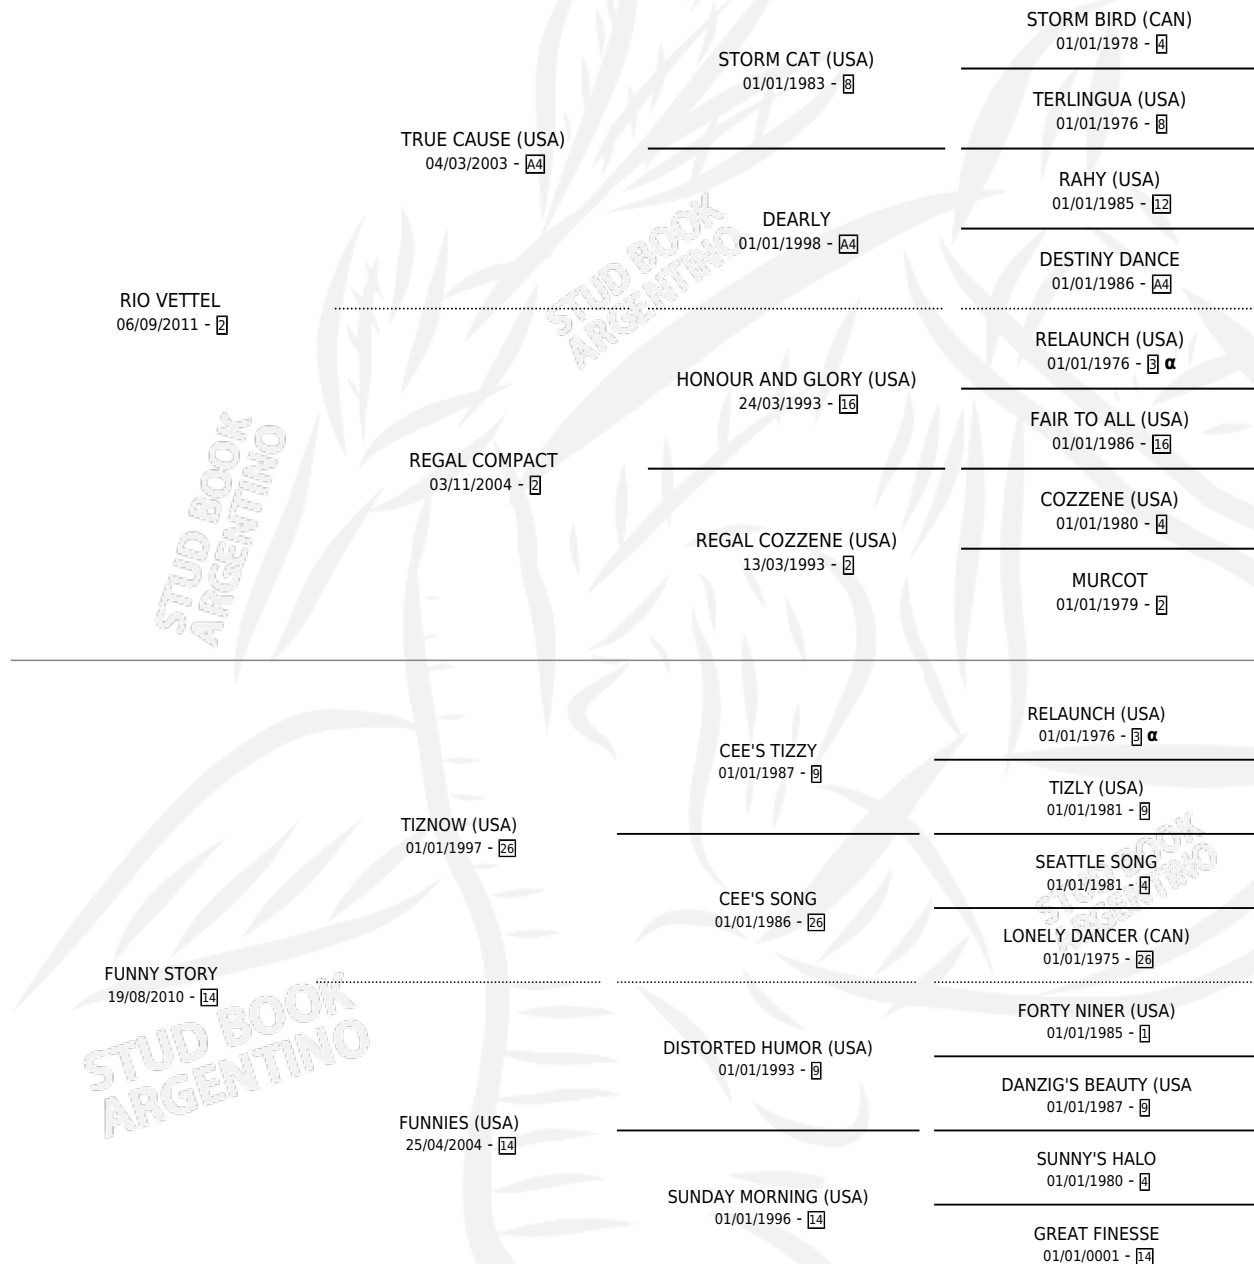 STORM BIRD (CAN)
01/01/1978 - 4
STORM CAT (USA)
01/01/1983 - 8
TERLINGUA (USA)
01/01/1976 - 8
TRUE CAUSE (USA)
04/03/2003 - A4
RAHY (USA)
01/01/1985 - 12
DEARLY
01/01/1998 - A4
DESTINY DANCE
01/01/1986 - A4
RIO VETTEL
06/09/2011 - 2
RELAUNCH (USA)
01/01/1976 - 3 α
HONOUR AND GLORY (USA)
24/03/1993 - 16
FAIR TO ALL (USA)
01/01/1986 - 16
REGAL COMPACT
03/11/2004 - 2
COZZENE (USA)
01/01/1980 - 4
REGAL COZZENE (USA)
13/03/1993 - 2
MURCOT
01/01/1979 - 2
RELAUNCH (USA)
01/01/1976 - 3 α
CEE'S TIZZY
01/01/1987 - 9
TIZLY (USA)
01/01/1981 - 9
TIZNOW (USA)
01/01/1997 - 26
SEATTLE SONG
01/01/1981 - 4
CEE'S SONG
01/01/1986 - 26
LONELY DANCER (CAN)
01/01/1975 - 26
FUNNY STORY
19/08/2010 - 14
FORTY NINER (USA)
01/01/1985 - 1
DISTORTED HUMOR (USA)
01/01/1993 - 9
DANZIG'S BEAUTY (USA
01/01/1987 - 9
FUNNIES (USA)
25/04/2004 - 14
SUNNY'S HALO
01/01/1980 - 4
SUNDAY MORNING (USA)
01/01/1996 - 14
GREAT FINESSE
01/01/0001 - 14
STUD BOOK
ARGENTINO
STUD BOOK
ARGENTINO
STUD BOOK
ARGENTINO
STUD BOOK
ARGENTINO